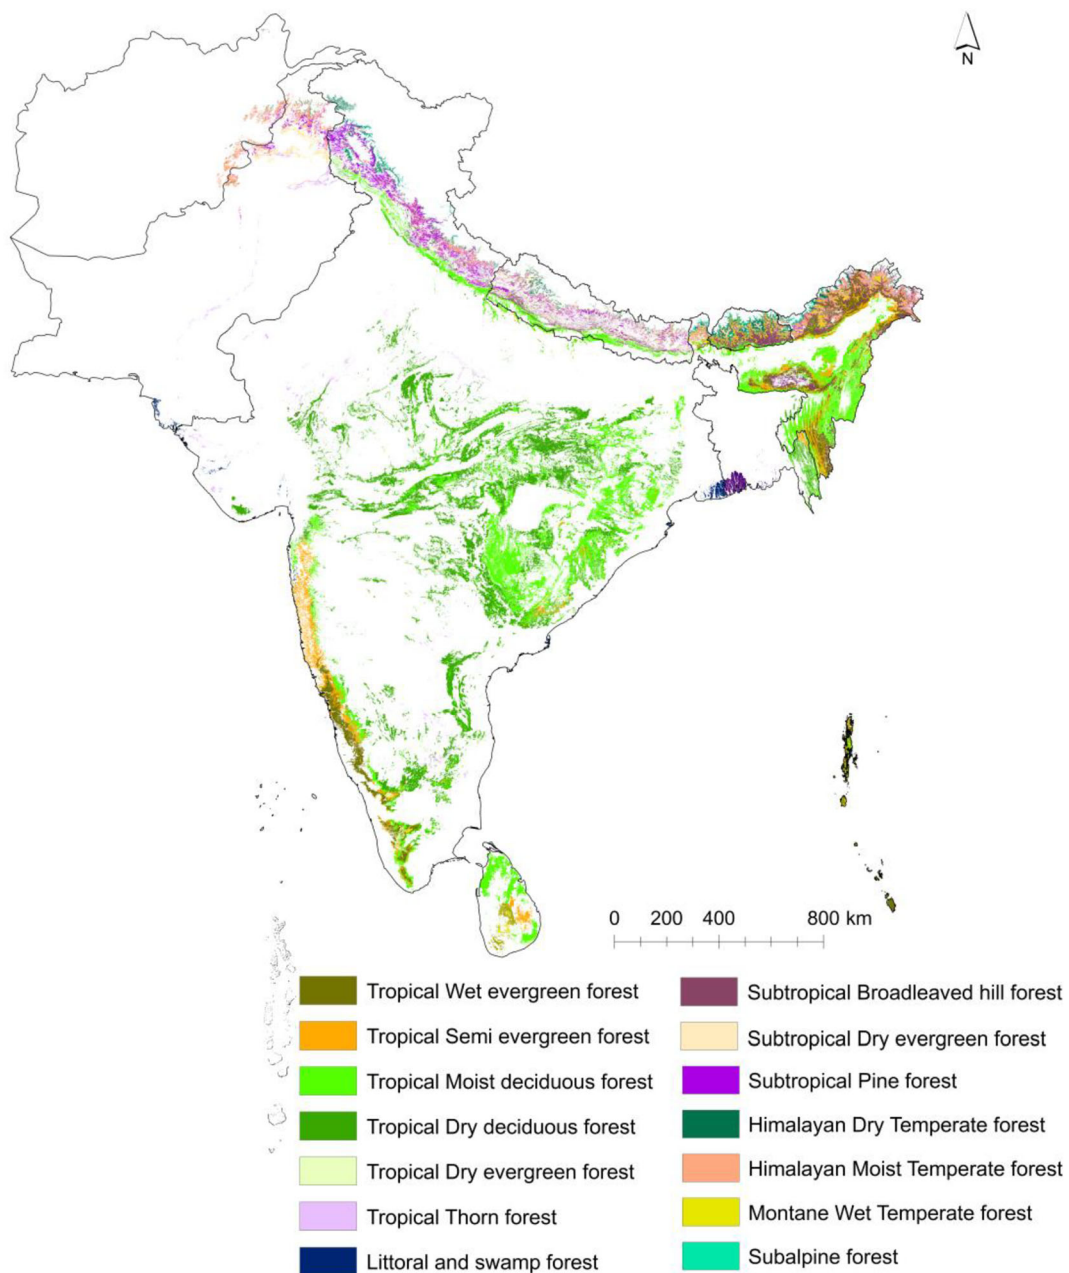 N
0 200 400 800 km
Tropical Wet evergreen forest
Tropical Semi evergreen forest
Tropical Moist deciduous forest
Tropical Dry deciduous forest
Tropical Dry evergreen forest
Tropical Thorn forest
Littoral and swamp forest
Subtropical Broadleaved hill forest
Subtropical Dry evergreen forest
Subtropical Pine forest
Himalayan Dry Temperate forest
Himalayan Moist Temperate forest
Montane Wet Temperate forest
Subalpine forest